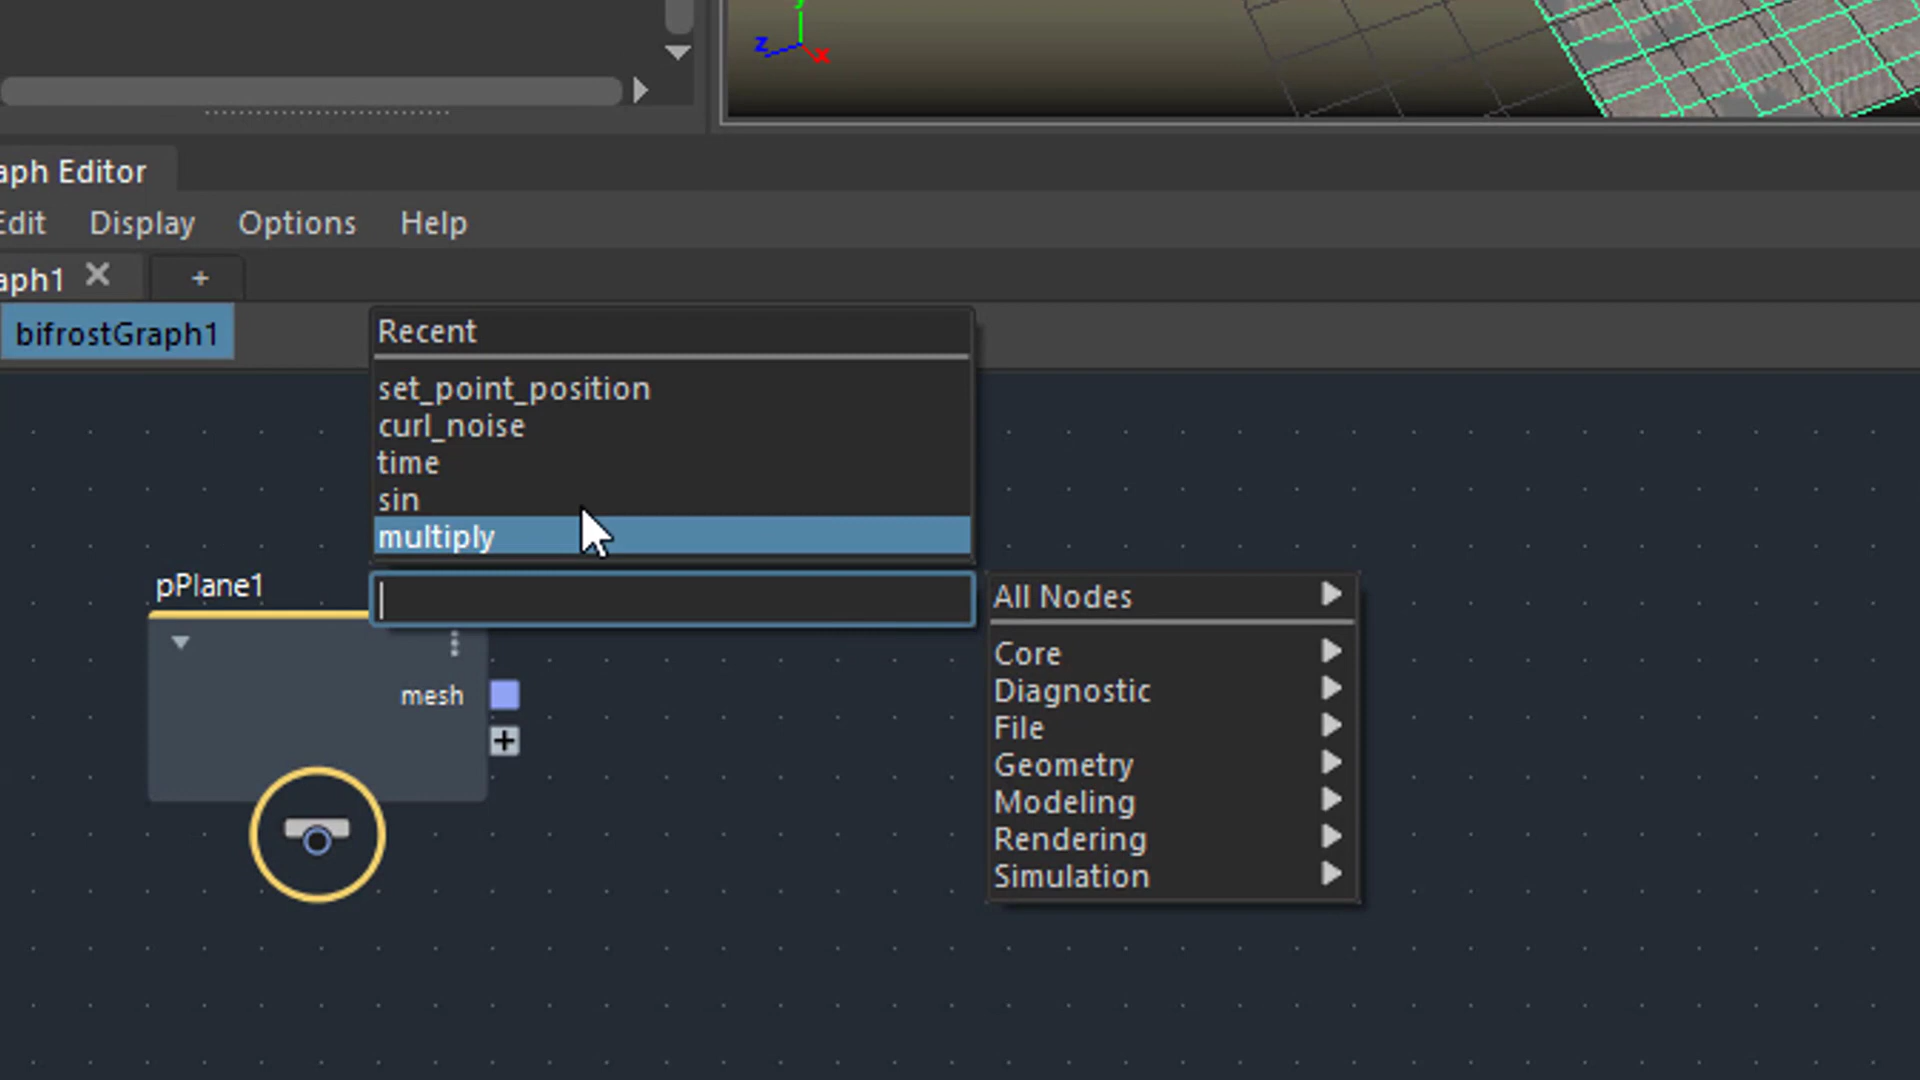 y
z
x
aph Editor
Edit Display Options Help
aph1 +
bifrostGraph1
Recent
set_point_position
curl_noise
time
sin
multiply
pPlane1
mesh
All Nodes
Core
Diagnostic
File
Geometry
Modeling
Rendering
Simulation